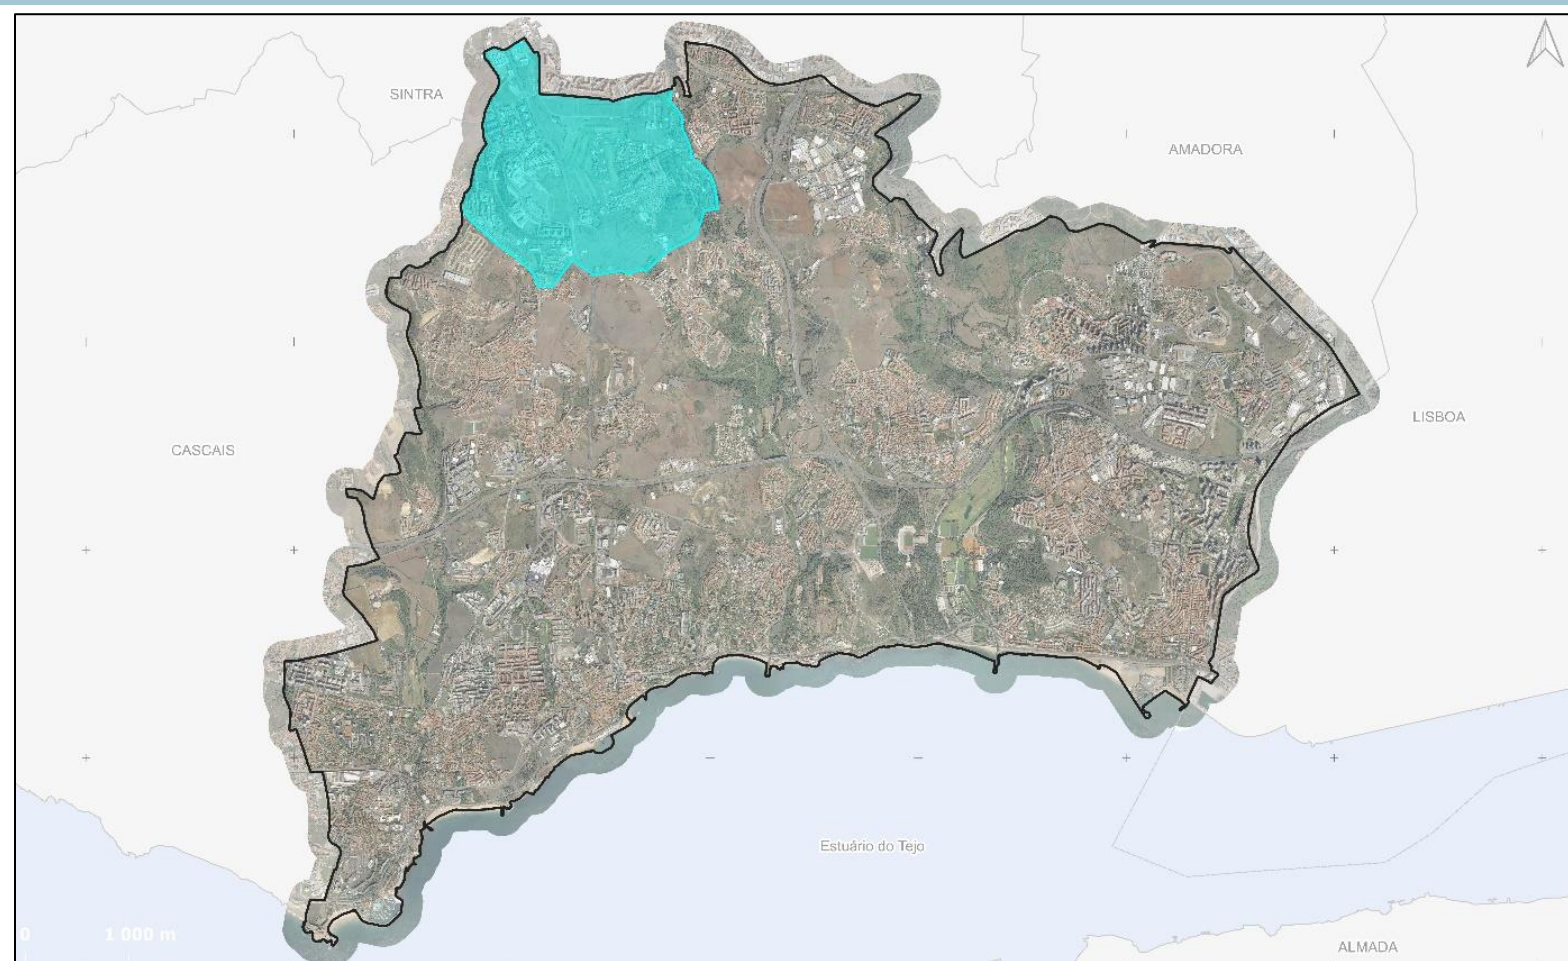 SINTRA
AMADORA
LISBOA
CASCAIS
Estuário do Tejo
0 1 000 m
ALMADA